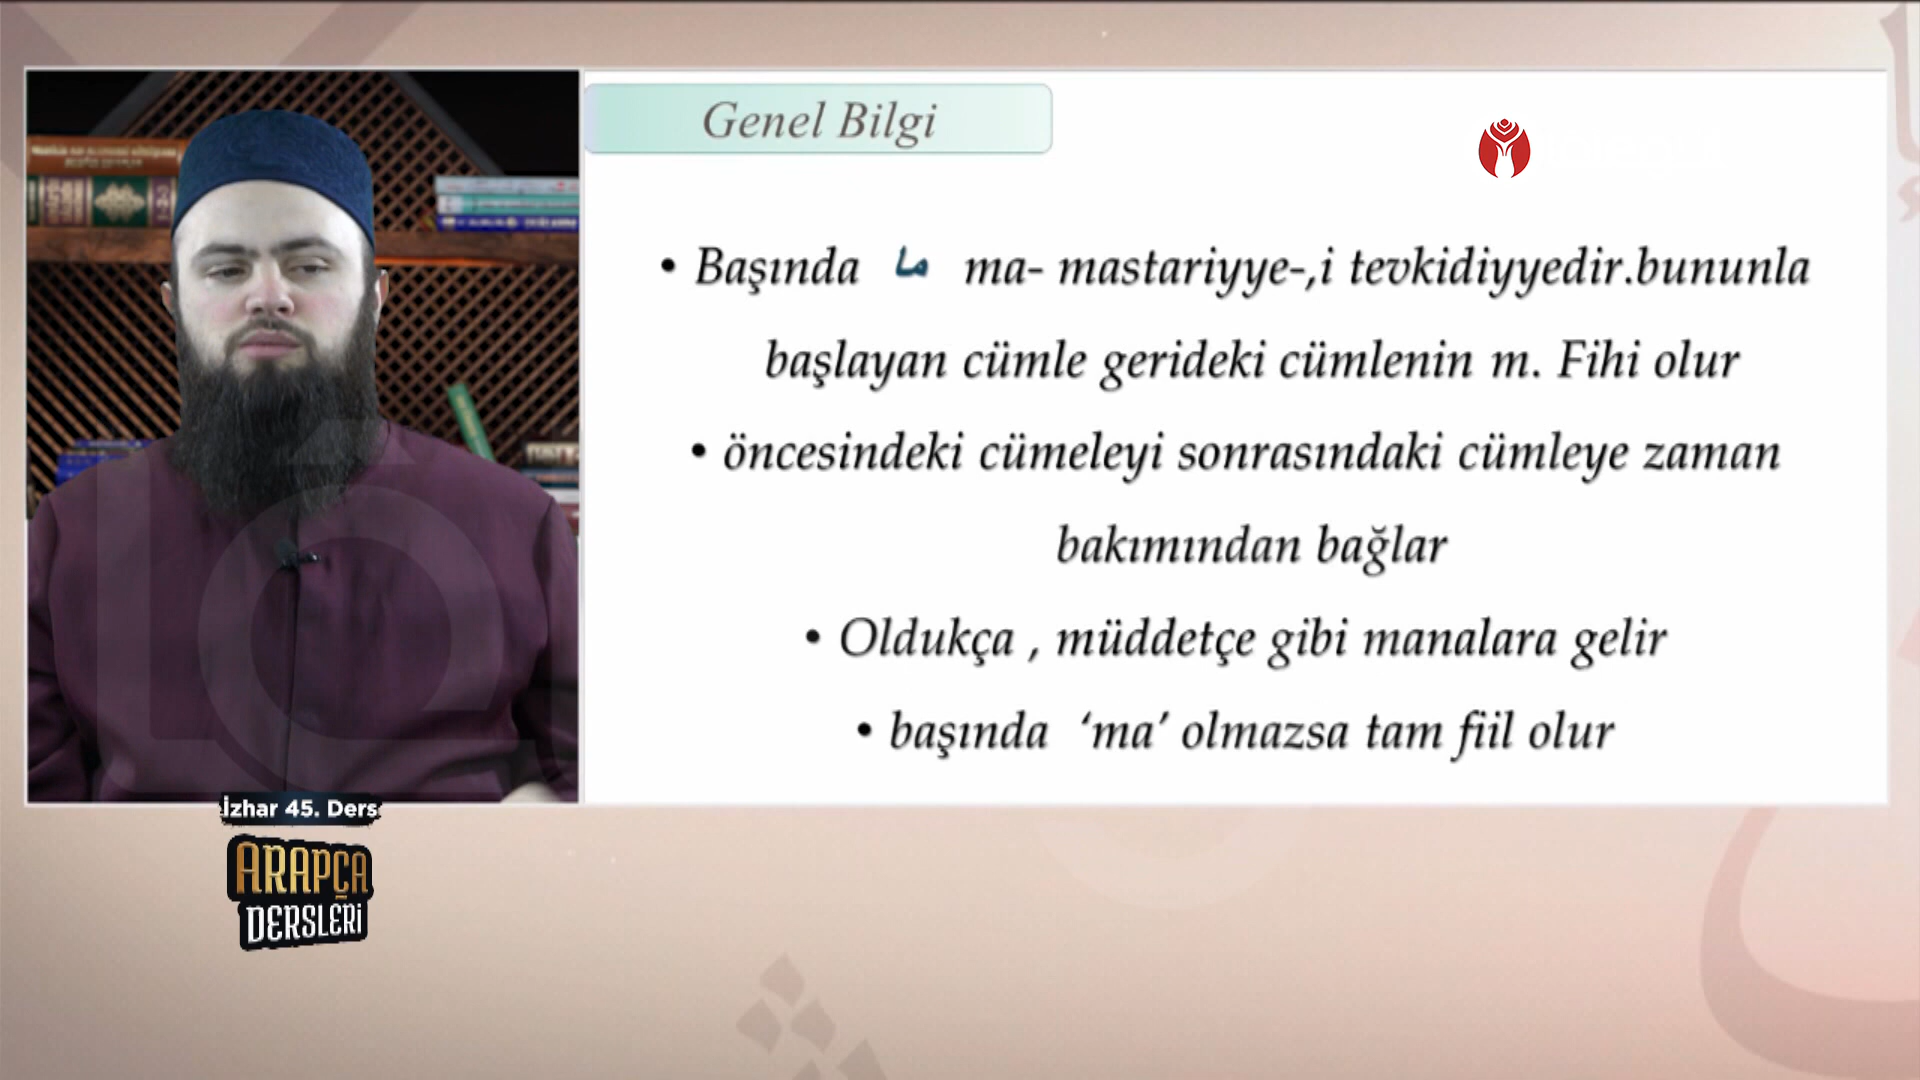 Genel Bilgi
• Başında ما ma- mastariyye-,i tevkidiyyedir.bununla
başlayan cümle gerideki cümlenin m. Fihi olur
• öncesindeki cümeleyi sonrasındaki cümleye zaman
bakımından bağlar
• Oldukça , müddetçe gibi manalara gelir
• başında ‘ma’ olmazsa tam fiil olur
İzhar 45. Ders
ARAPÇA
DERSLERİ